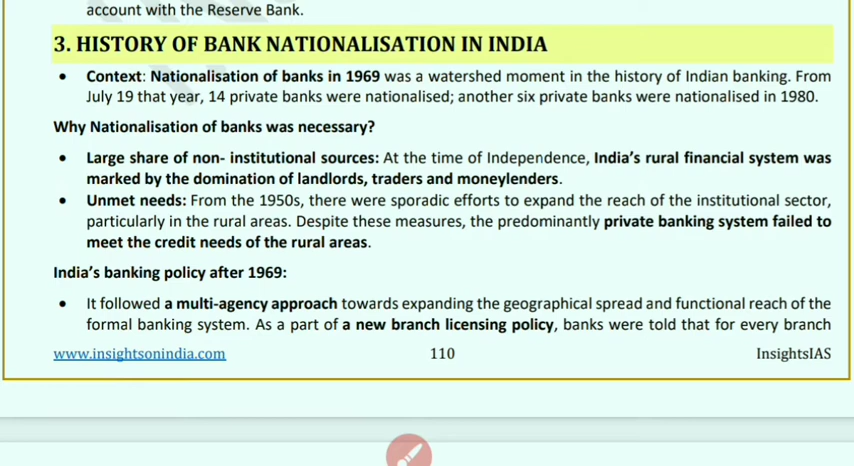 account with the Reserve Bank.
3. HISTORY OF BANK NATIONALISATION IN INDIA
• Context: Nationalisation of banks in 1969 was a watershed moment in the history of Indian banking. From
July 19 that year, 14 private banks were nationalised; another six private banks were nationalised in 1980.
Why Nationalisation of banks was necessary?
• Large share of non- institutional sources: At the time of Independence, India's rural financial system was
marked by the domination of landlords, traders and moneylenders.
• Unmet needs: From the 1950s, there were sporadic efforts to expand the reach of the institutional sector,
particularly in the rural areas. Despite these measures, the predominantly private banking system failed to
meet the credit needs of the rural areas.
India's banking policy after 1969:
• It followed a multi-agency approach towards expanding the geographical spread and functional reach of the
formal banking system. As a part of a new branch licensing policy, banks were told that for every branch
www.insightsonindia.com 110 InsightsIAS